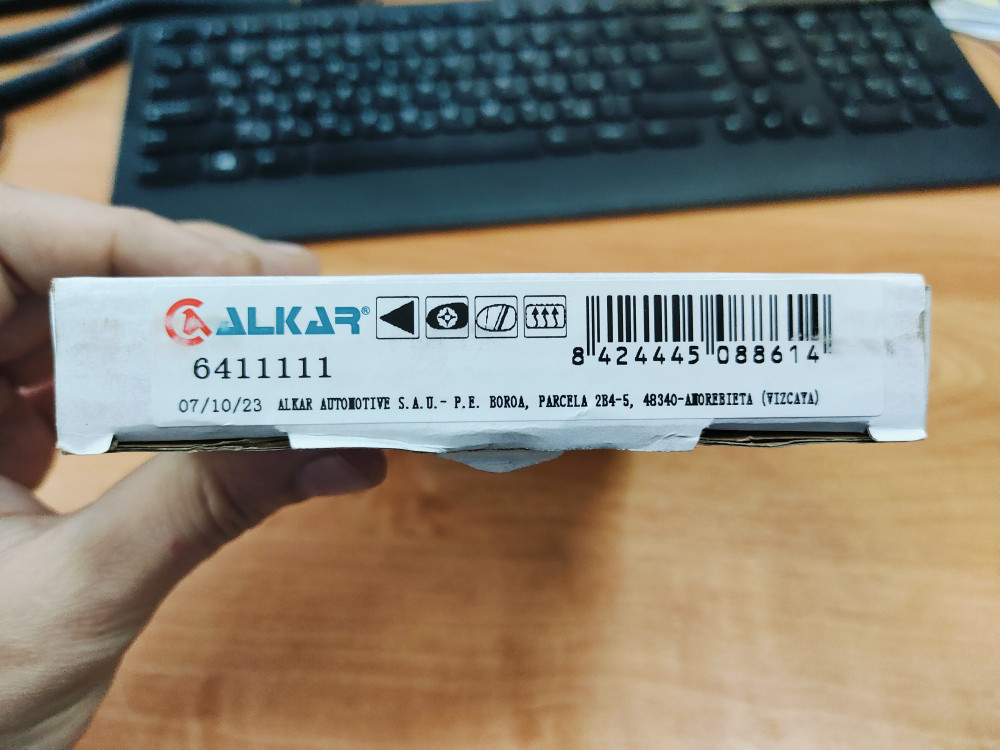 ALKAR®
6411111
8 424445 088614
07/10/23 ALKAR AUTOMOTIVE S.A.U.- P.E. BOROA, PARCELA 2B4-5, 48340-AMOREBIETA (VIZCAYA)